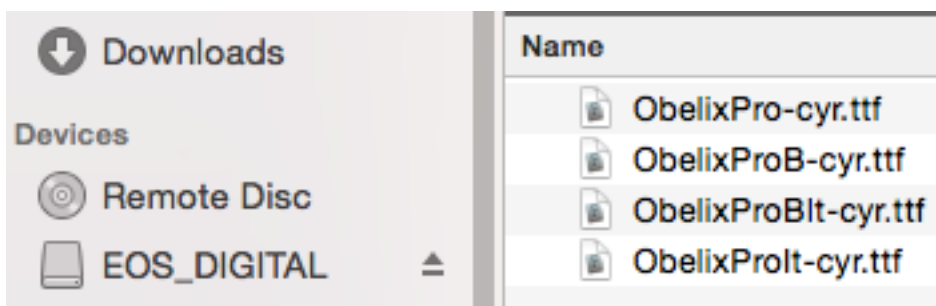 Downloads
Devices
Remote Disc
EOS_DIGITAL
Name
ObelixPro-cyr.ttf
ObelixProB-cyr.ttf
ObelixProBIt-cyr.ttf
ObelixProIt-cyr.ttf